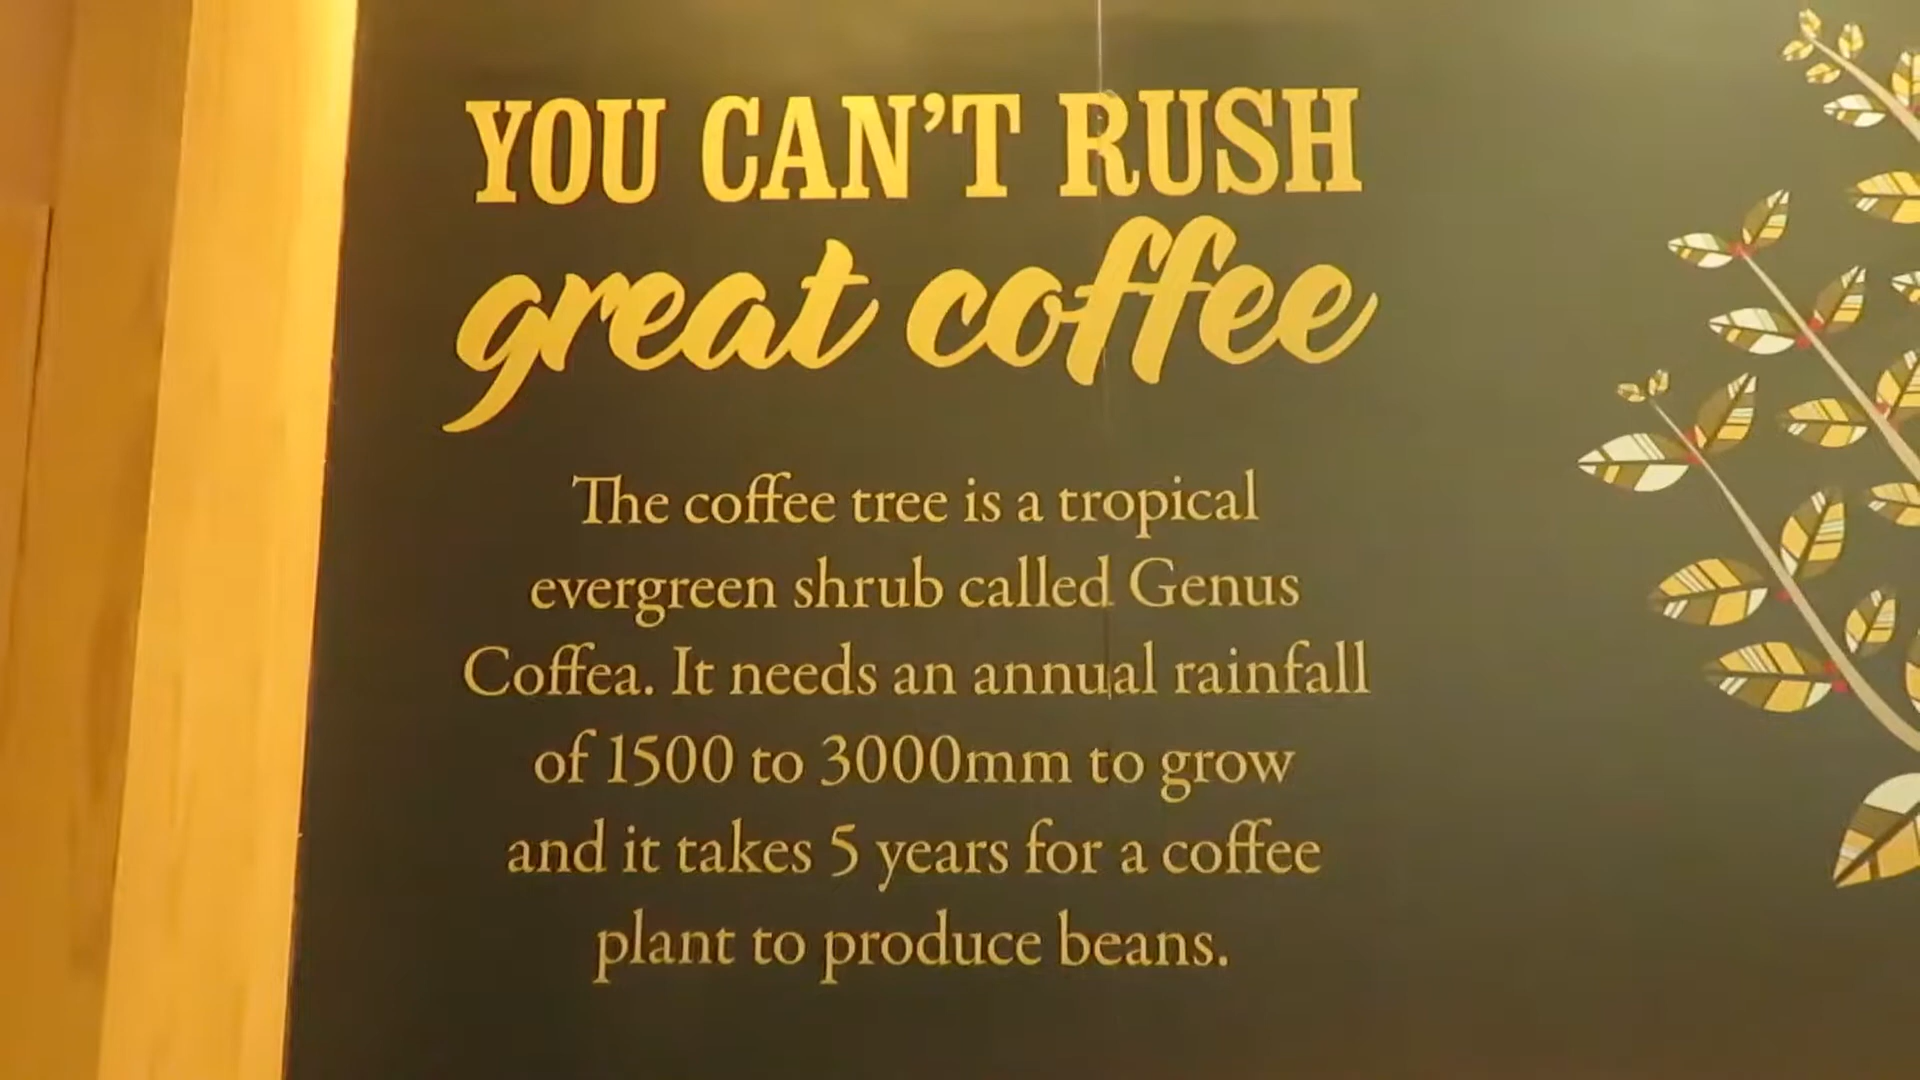 YOU CAN'T RUSH
great coffee
The coffee tree is a tropical
evergreen shrub called Genus
Coffea. It needs an annual rainfall
of 1500 to 3000mm to grow
and it takes 5 years for a coffee
plant to produce beans.